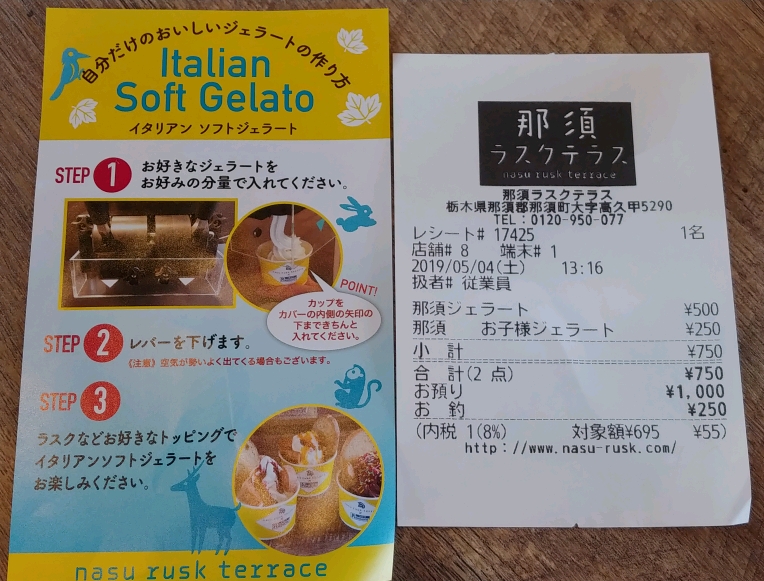 自分だけのおいしいジェラートの作り方
Italian
Soft Gelato
イタリアン ソフトジェラート
STEP 1
お好きなジェラートを
お好みの分量で入れてください。
POINT!
カップを
カバーの内側の矢印の
下まできちんと
入れてください。
STEP 2 レバーを下げます。
《注意》空気が勢いよく出てくる場合もございます。
STEP 3
ラスクなどお好きなトッピングで
イタリアンソフトジェラートを
お楽しみください。
nasu rusk terrace
那須
ラスクテラス
nasu rusk terrace
那須ラスクテラス
栃木県那須郡那須町大字高久甲5290
TEL:0120-950-077
レシート# 17425 1名
店舗# 8 端末# 1
2019/05/04(土) 13:16
扱者# 従業員
那須ジェラート ¥500
那須 お子様ジェラート ¥250
小 計 ¥750
合 計(2 点) ¥750
お預り ¥1,000
お 釣 ¥250
(内税 1(8%) 対象額¥695 ¥55)
http://www.nasu-rusk.com/